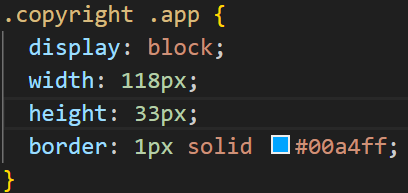 .copyright .app {
display: block;
width: 118px;
height: 33px;
border: 1px solid #00a4ff;
}